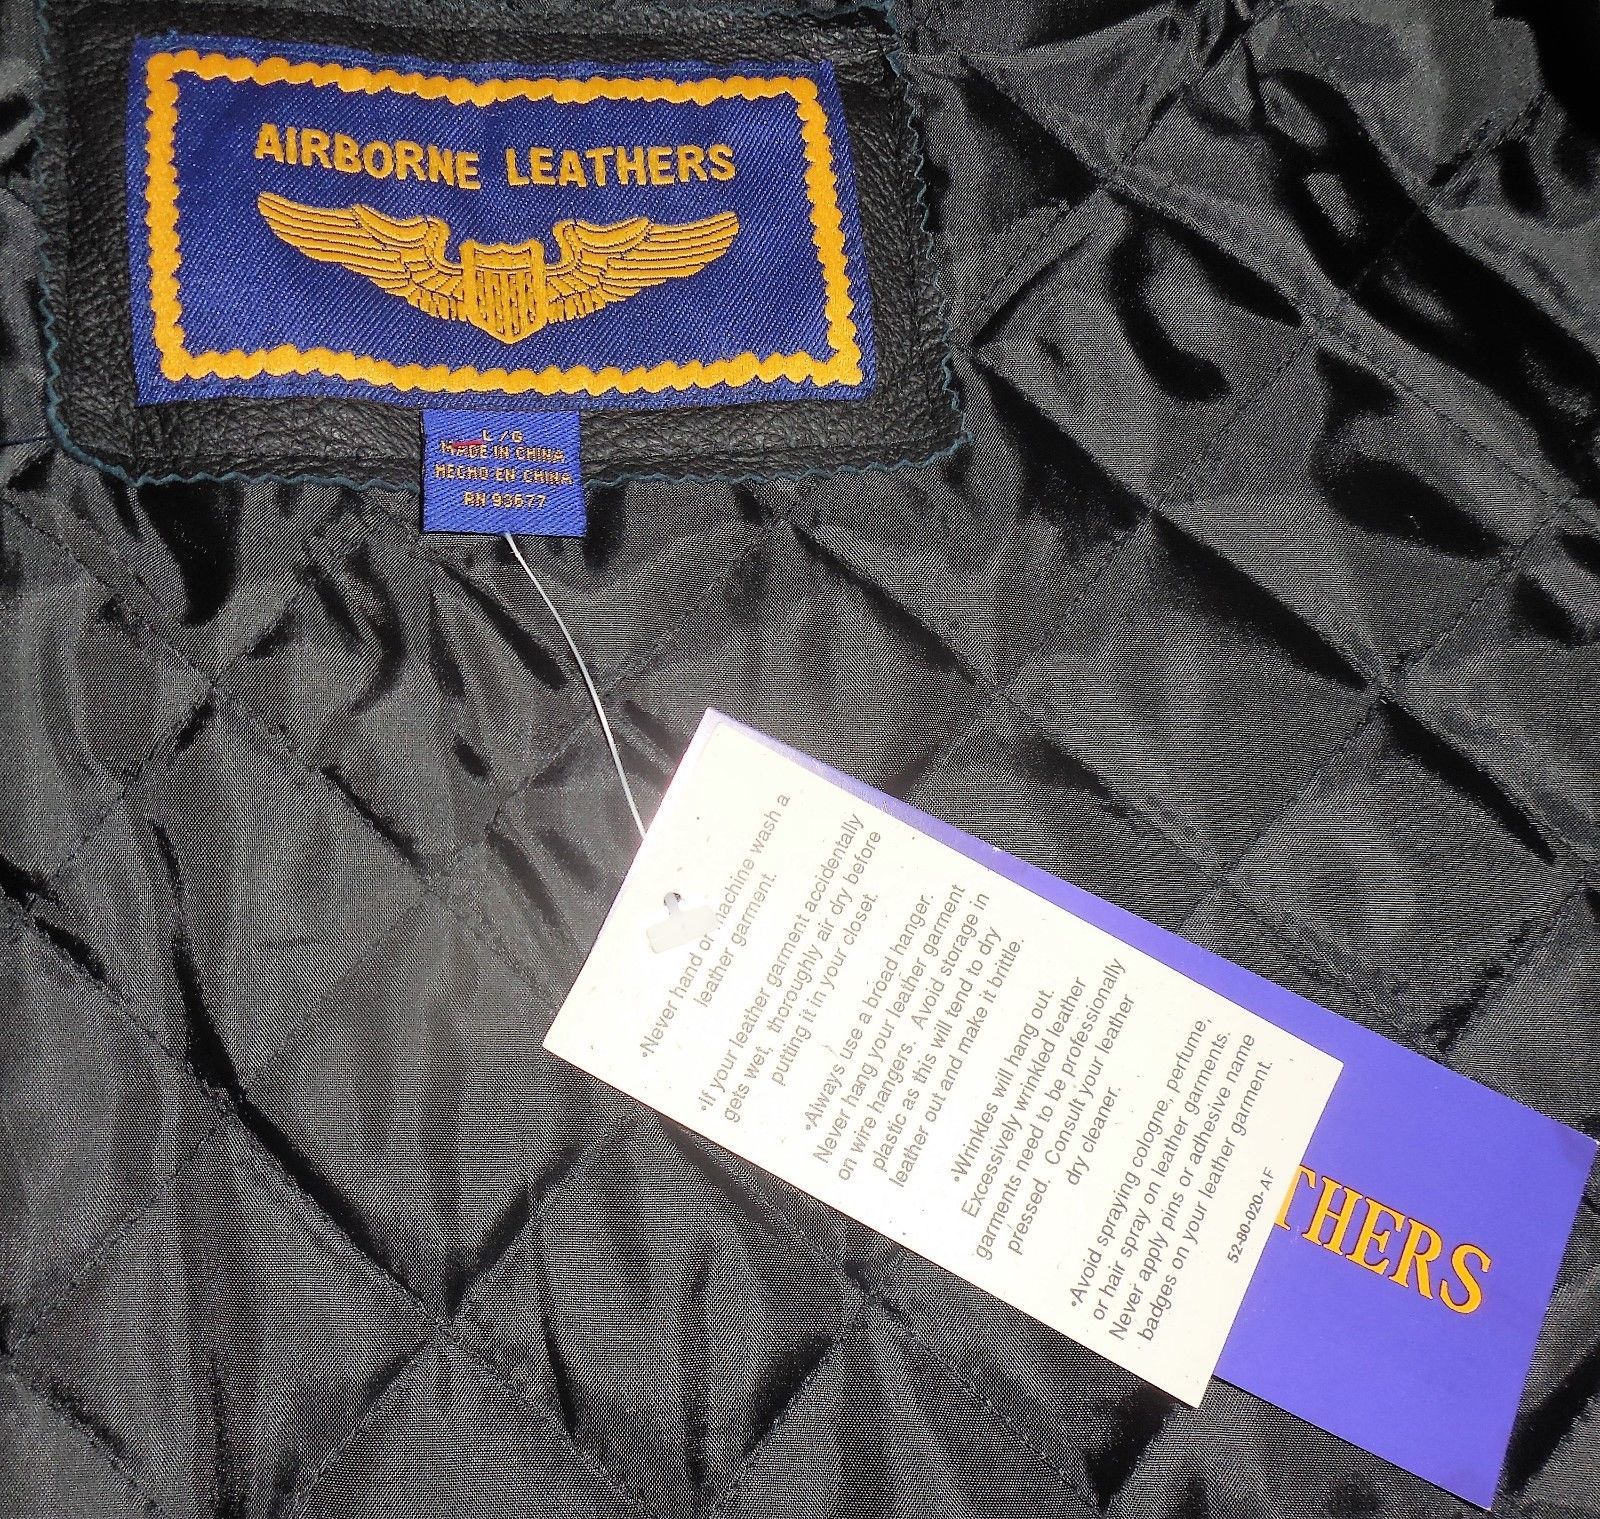 AIRBORNE LEATHERS
L/G
MADE IN CHINA
HECHO EN CHINA
RN 93677
•Never hand or machine wash a
leather garment.
•If your leather garment accidentally
gets wet, thoroughly air dry before
putting it in your closet.
•Always use a broad hanger.
Never hang your leather garment
on wire hangers. Avoid storage in
plastic as this will tend to dry
leather out and make it brittle.
•Wrinkles will hang out.
Excessively wrinkled leather
garments need to be professionally
pressed. Consult your leather
dry cleaner.
•Avoid spraying cologne, perfume,
or hair spray on leather garments.
Never apply pins or adhesive name
badges on your leather garment.
52-80-020- AF
THERS